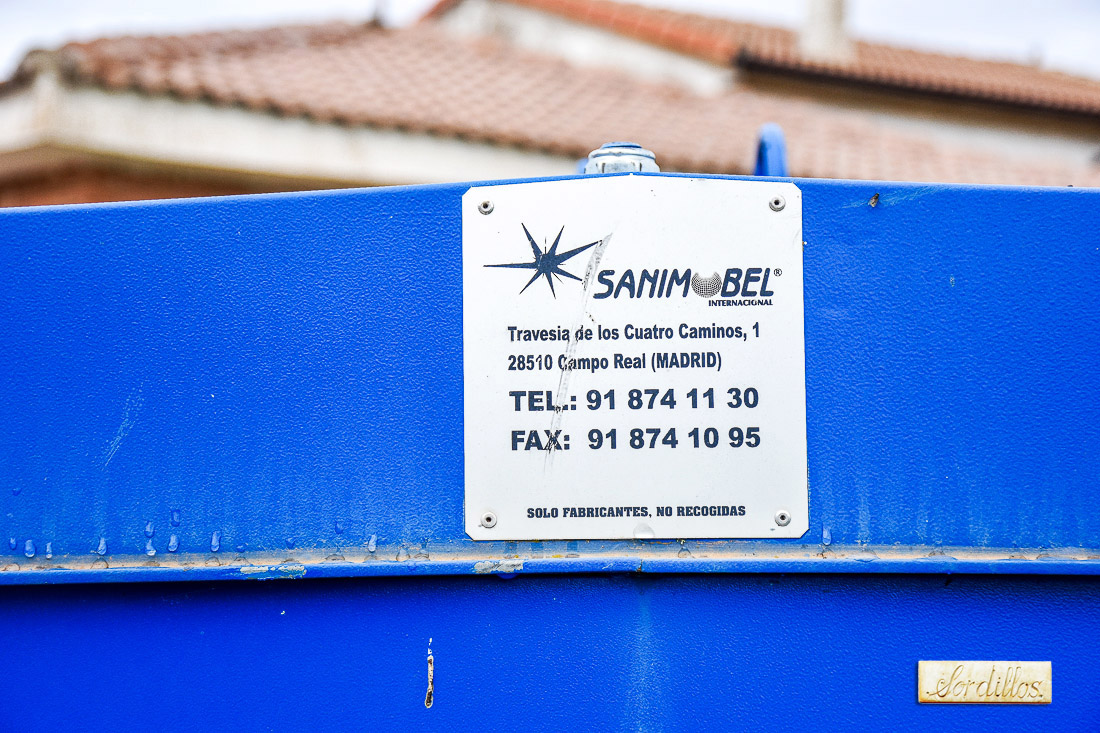 SANIMOBEL®
INTERNACIONAL
Travesia de los Cuatro Caminos, 1
28510 Campo Real (MADRID)
TEL.: 91 874 11 30
FAX: 91 874 10 95
SOLO FABRICANTES, NO RECOGIDAS
Sordillos.